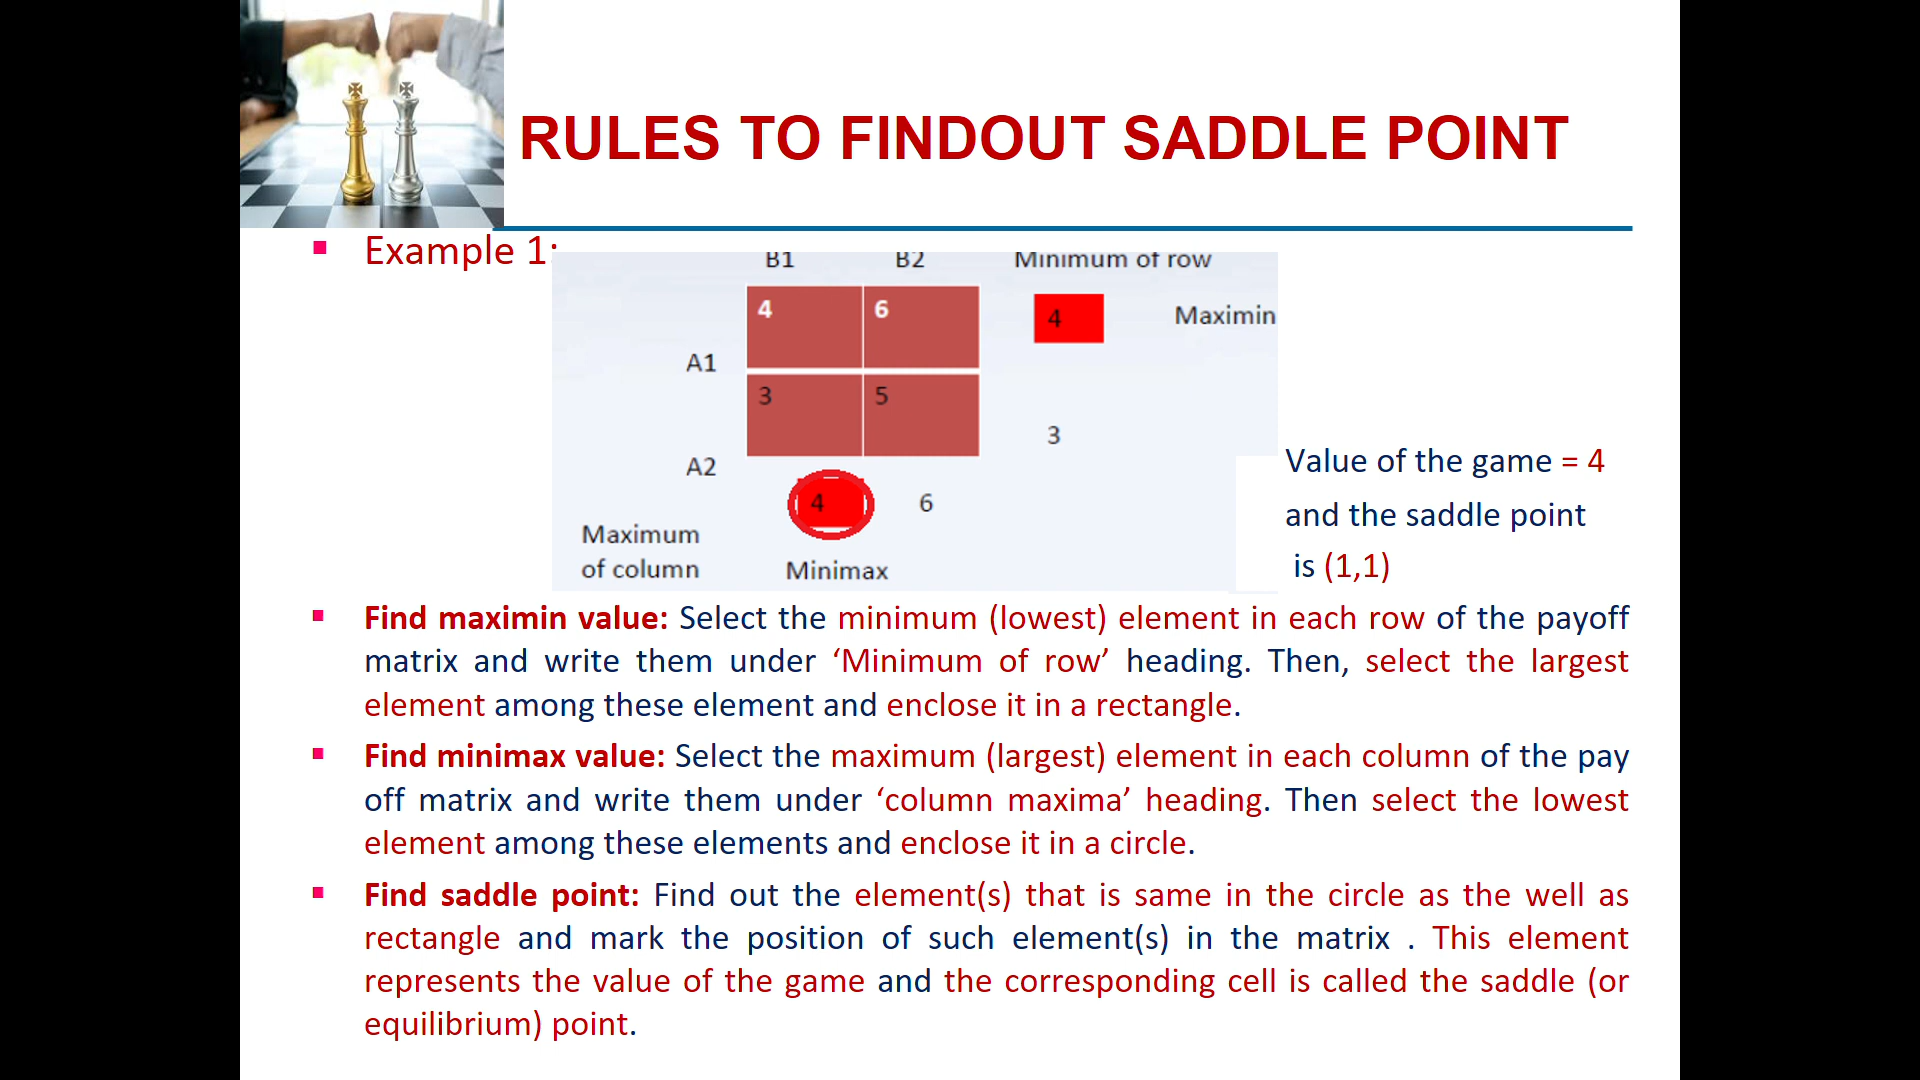 RULES TO FINDOUT SADDLE POINT
Example 1:
B1 B2 Minimum of row
4 6 4 Maximin
A1
3 5
3
A2
4 6
Maximum
of column Minimax
Value of the game = 4
and the saddle point
is (1,1)
Find maximin value: Select the minimum (lowest) element in each row of the payoff
matrix and write them under ‘Minimum of row’ heading. Then, select the largest
element among these element and enclose it in a rectangle.
Find minimax value: Select the maximum (largest) element in each column of the pay
off matrix and write them under ‘column maxima’ heading. Then select the lowest
element among these elements and enclose it in a circle.
Find saddle point: Find out the element(s) that is same in the circle as the well as
rectangle and mark the position of such element(s) in the matrix . This element
represents the value of the game and the corresponding cell is called the saddle (or
equilibrium) point.